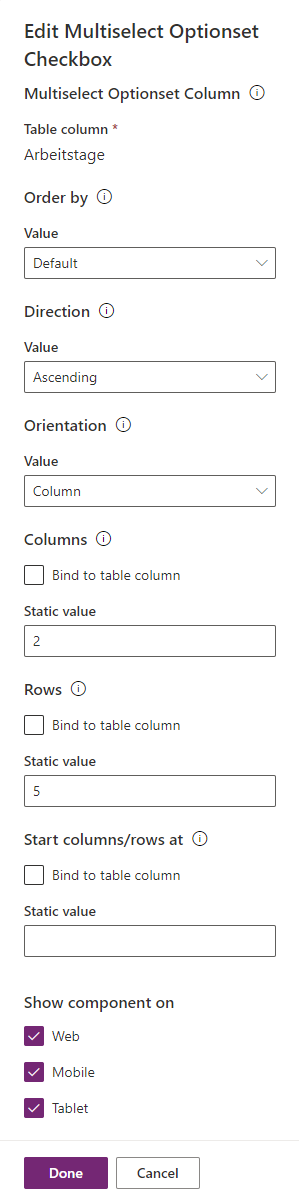 Edit Multiselect Optionset
Checkbox
Multiselect Optionset Column
Table column *
Arbeitstage
Order by
Value
Default
Direction
Value
Ascending
Orientation
Value
Column
Columns
Bind to table column
Static value
2
Rows
Bind to table column
Static value
5
Start columns/rows at
Bind to table column
Static value
Show component on
Web
Mobile
Tablet
Done Cancel